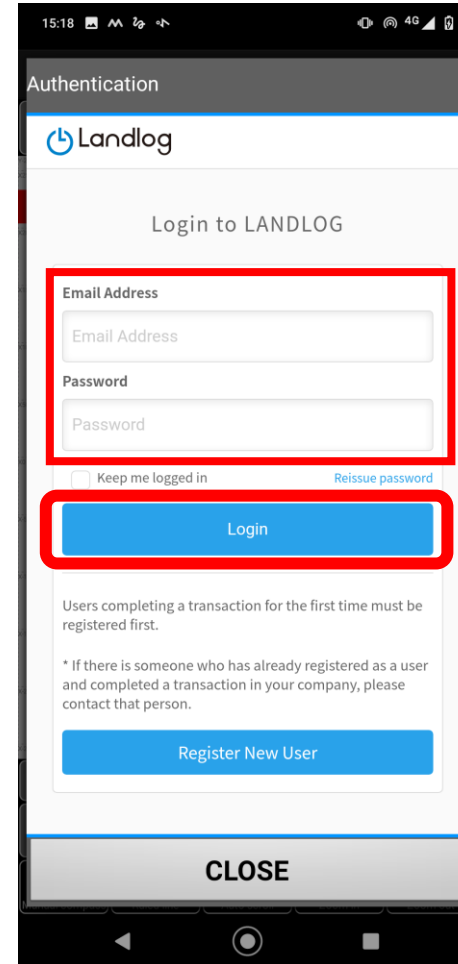 15:18 4G
Authentication
Landlog
Login to LANDLOG
Email Address
Email Address
Password
Password
Keep me logged in Reissue password
Login
Users completing a transaction for the first time must be
registered first.
* If there is someone who has already registered as a user
and completed a transaction in your company, please
contact that person.
Register New User
CLOSE